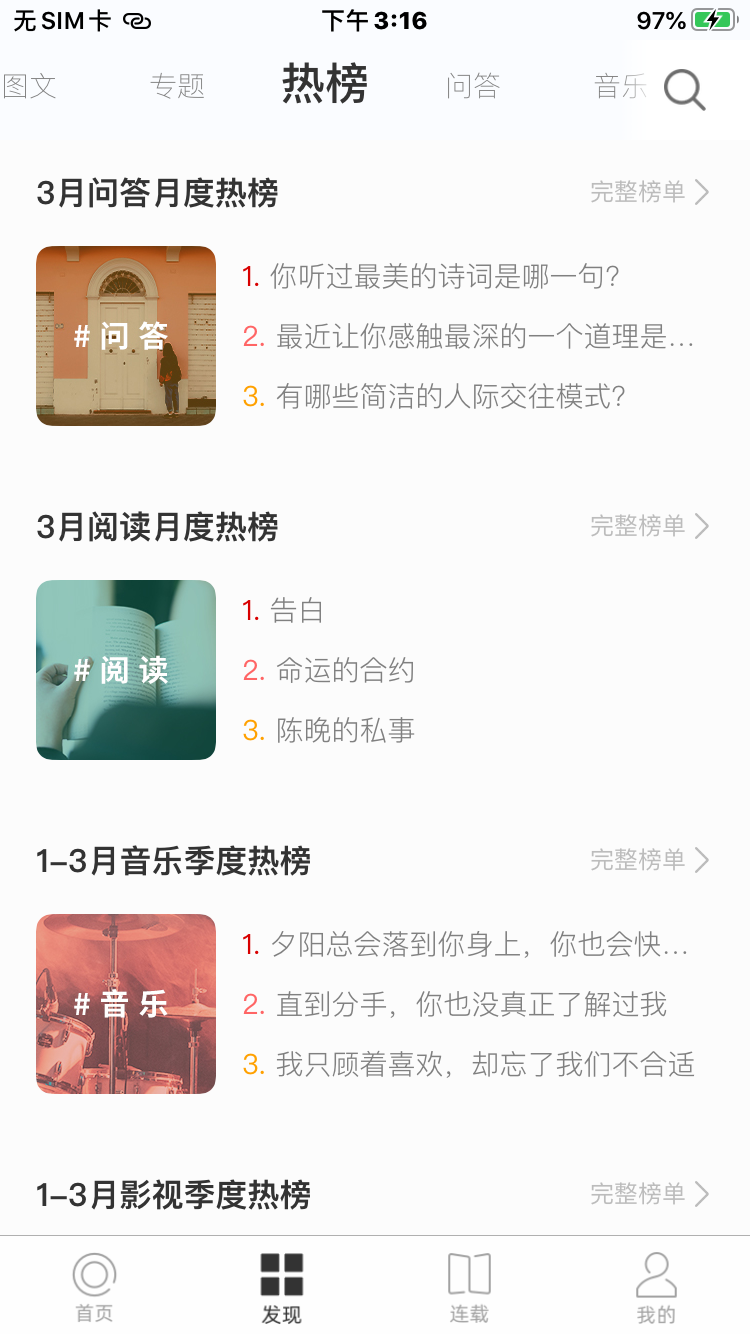 无SIM卡 下午3:16 97%
图文 专题 热榜 问答 音乐
3月问答月度热榜 完整榜单
#问答
1. 你听过最美的诗词是哪一句?
2. 最近让你感触最深的一个道理是...
3. 有哪些简洁的人际交往模式?
3月阅读月度热榜 完整榜单
#阅读
1. 告白
2. 命运的合约
3. 陈晚的私事
1-3月音乐季度热榜 完整榜单
#音乐
1. 夕阳总会落到你身上，你也会快...
2. 直到分手，你也没真正了解过我
3. 我只顾着喜欢，却忘了我们不合适
1-3月影视季度热榜 完整榜单
首页 发现 连载 我的